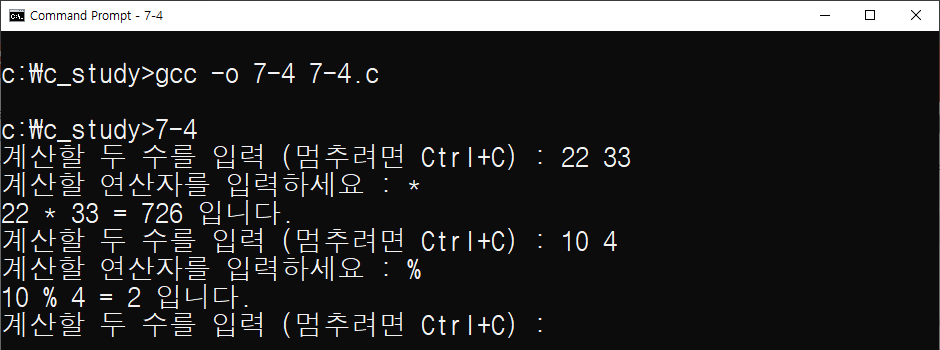 Command Prompt - 7-4
c:₩c_study>gcc -o 7-4 7-4.c
c:₩c_study>7-4
계산할 두 수를 입력 (멈추려면 Ctrl+C) : 22 33
계산할 연산자를 입력하세요 : *
22 * 33 = 726 입니다.
계산할 두 수를 입력 (멈추려면 Ctrl+C) : 10 4
계산할 연산자를 입력하세요 : %
10 % 4 = 2 입니다.
계산할 두 수를 입력 (멈추려면 Ctrl+C) :